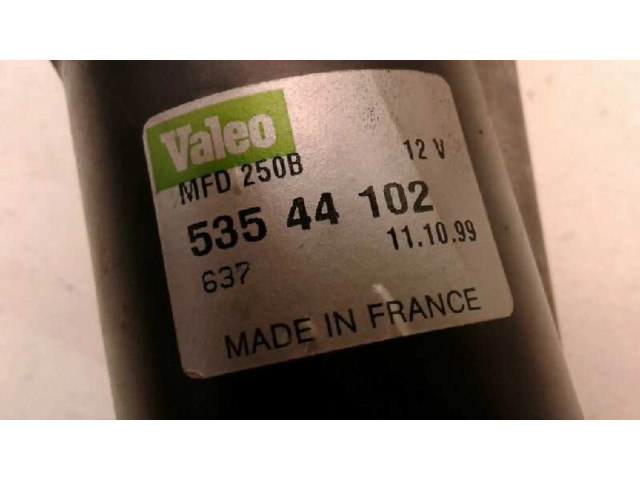 Valeo
MFD 250B 12 V
535 44 102
637 11.10.99
MADE IN FRANCE